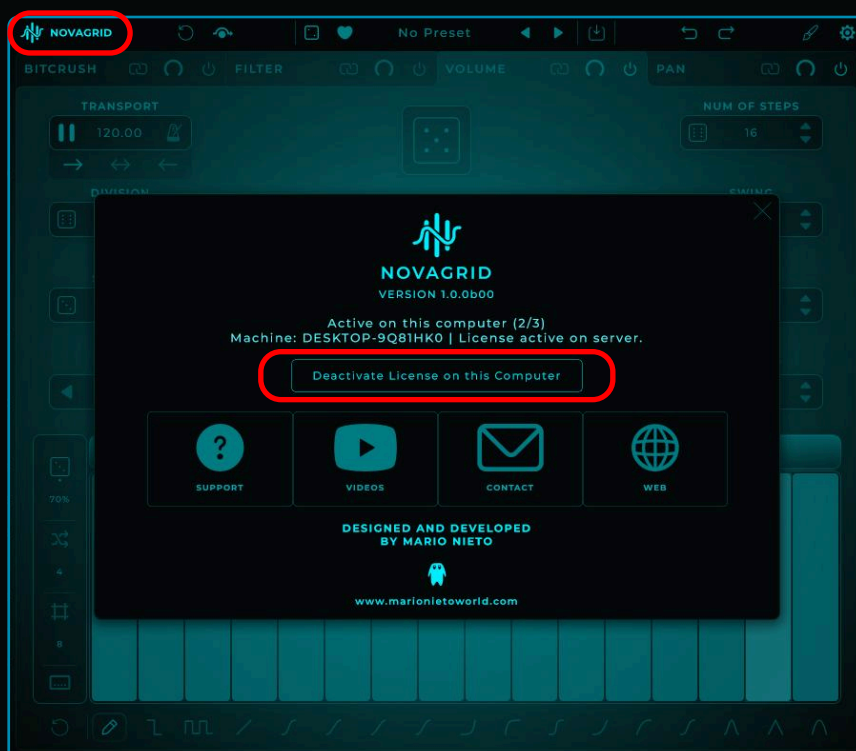 NOVAGRID
No Preset
BITCRUSH
FILTER
VOLUME
PAN
TRANSPORT
NUM OF STEPS
120.00
16
DIVISION
SWING
NOVAGRID
VERSION 1.0.0b00
Active on this computer (2/3)
Machine: DESKTOP-9Q81HK0 | License active on server.
Deactivate License on this Computer
SUPPORT
VIDEOS
CONTACT
WEB
70%
DESIGNED AND DEVELOPED
BY MARIO NIETO
4
www.marionietoworld.com
8